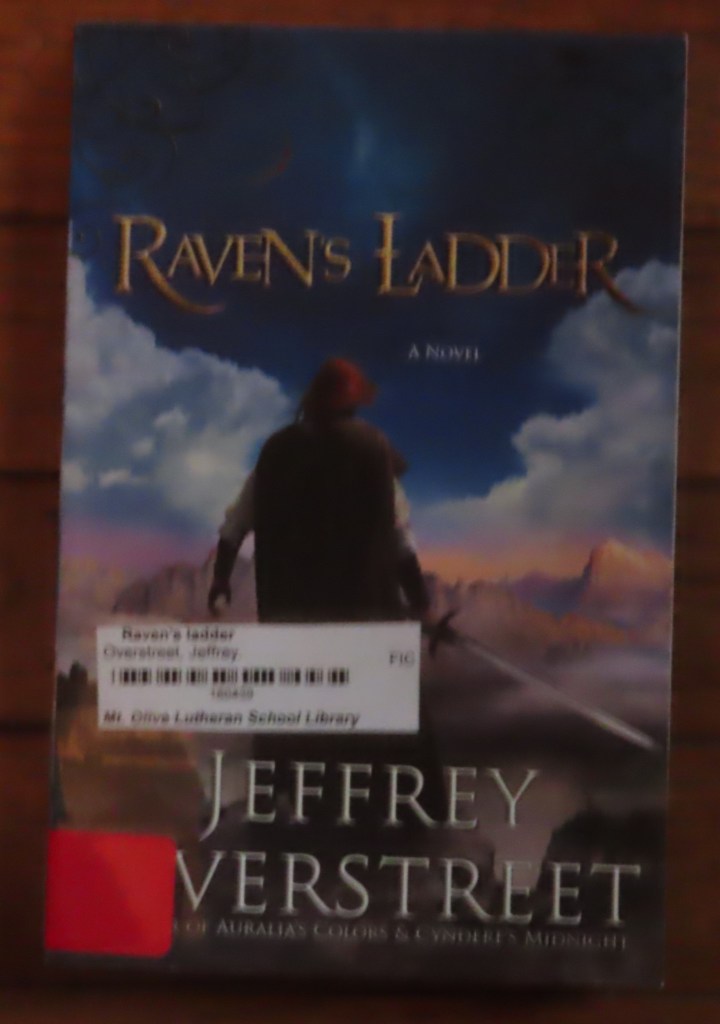 RAVEN'S LADDER
A NOVEL
Raven's ladder
Overstreet, Jeffrey.
FIC
Mt. Olive Lutheran School Library
JEFFREY
VERSTREET
OF AURALIA'S COLORS & CYNDERE'S MIDNIGHT